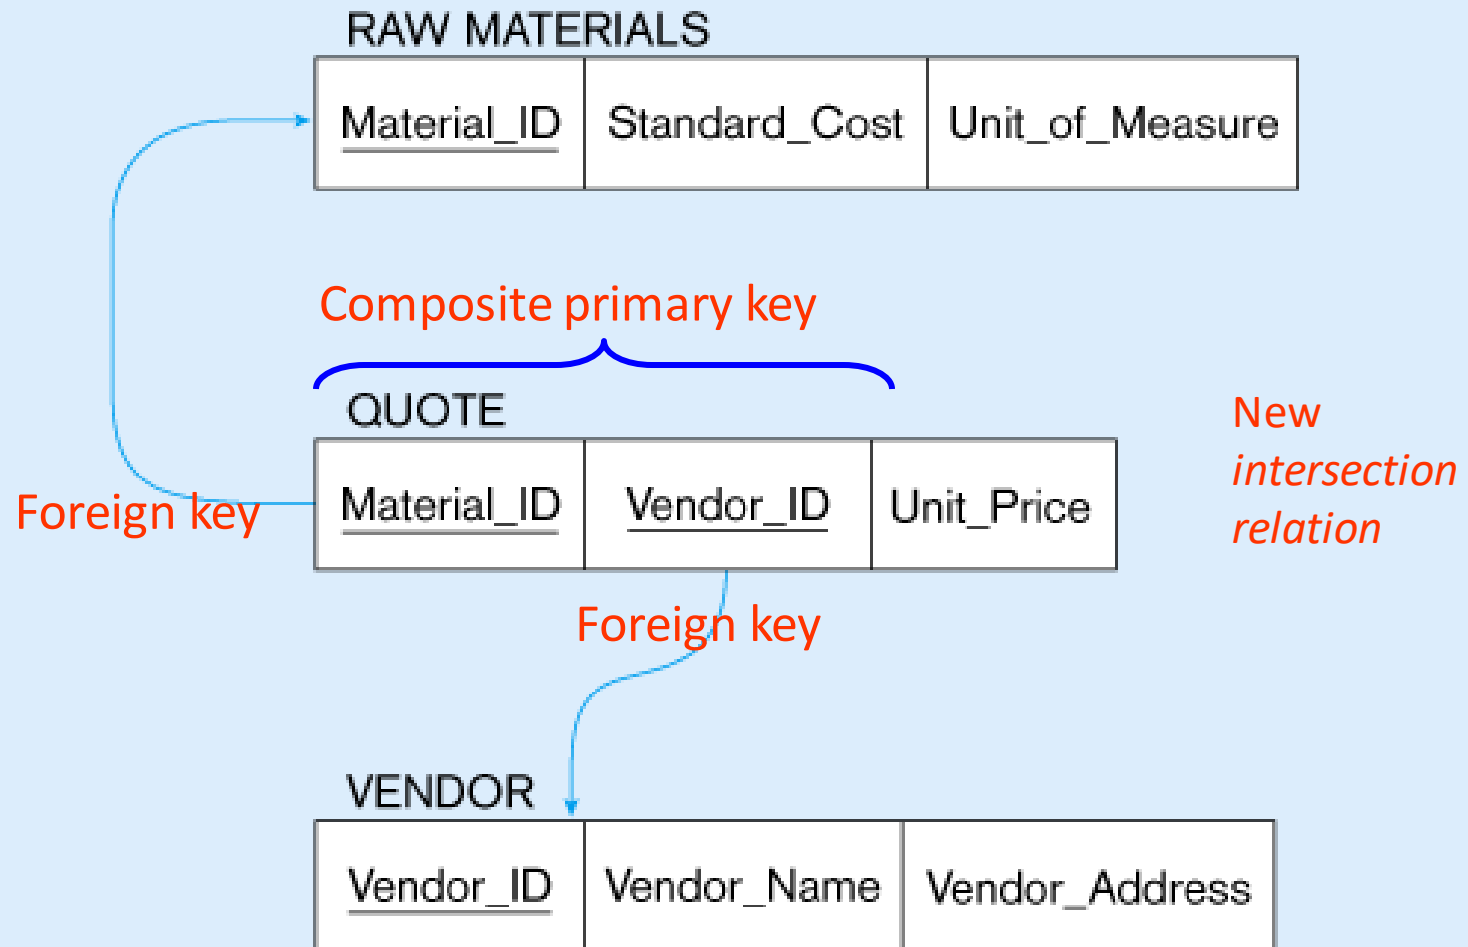 RAW MATERIALS
Material_ID Standard_Cost Unit_of_Measure
Composite primary key
QUOTE
Material_ID Vendor_ID Unit_Price
New
intersection
relation
Foreign key
Foreign key
VENDOR
Vendor_ID Vendor_Name Vendor_Address